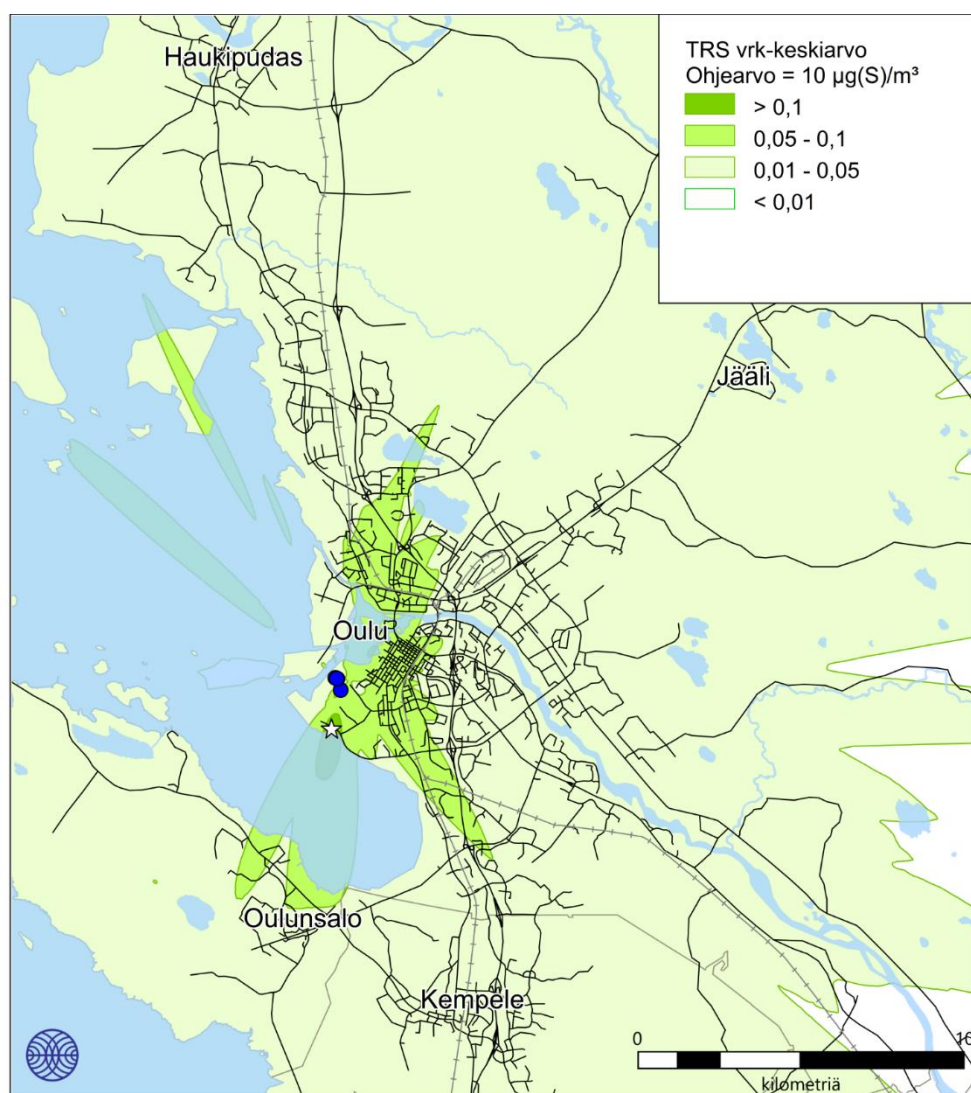 Haukipudas
TRS vrk-keskiarvo
Ohjearvo = 10 µg(S)/m³
> 0,1
0,05 - 0,1
0,01 - 0,05
< 0,01
Jääli
Oulu
Oulunsalo
Kempele
0
10
kilometriä